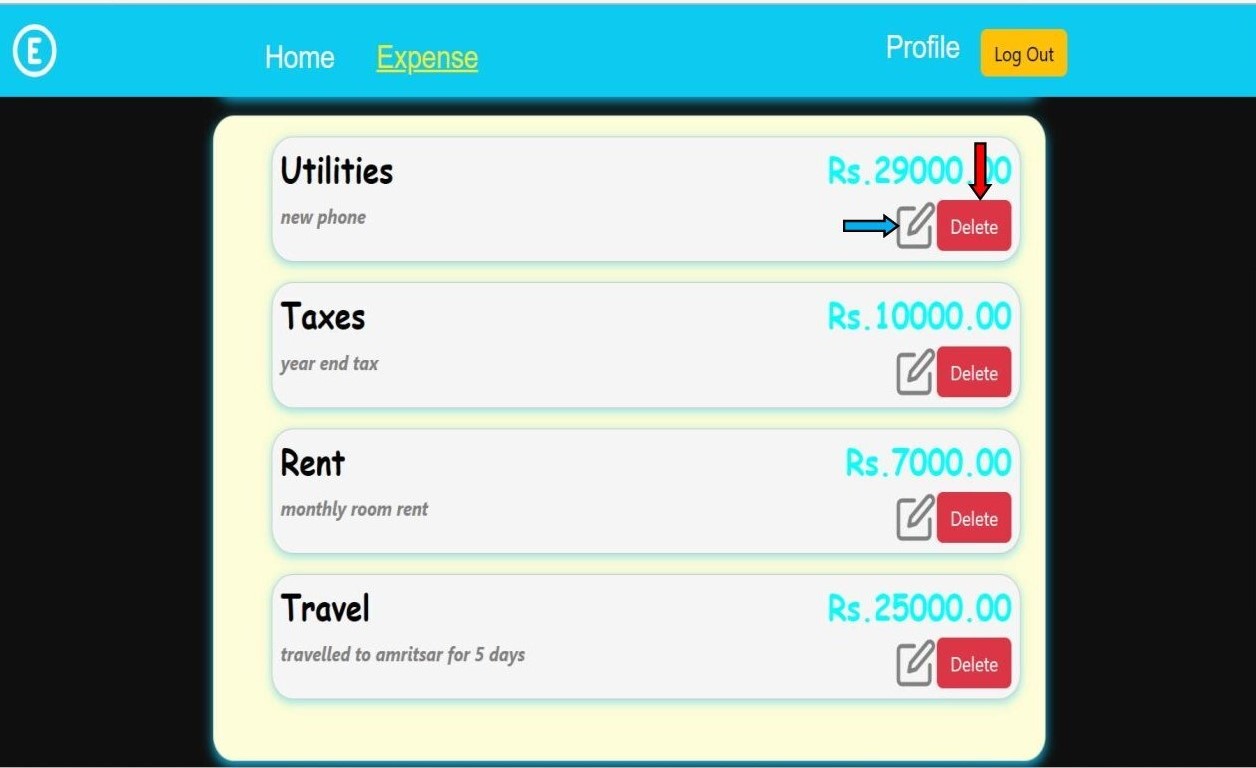 E
Home Expense Profile Log Out
Utilities Rs.29000.00
new phone Delete
Taxes Rs.10000.00
year end tax Delete
Rent Rs.7000.00
monthly room rent Delete
Travel Rs.25000.00
travelled to amritsar for 5 days Delete